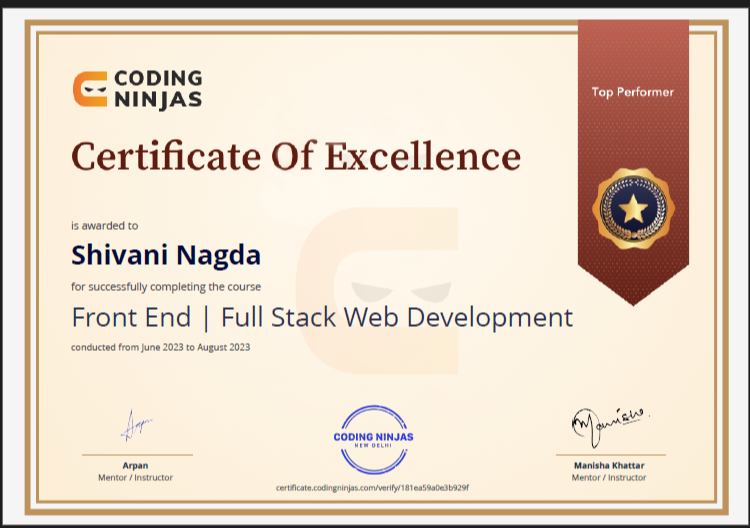 CODING
NINJAS
Top Performer
Certificate Of Excellence
is awarded to
Shivani Nagda
for successfully completing the course
Front End | Full Stack Web Development
conducted from June 2023 to August 2023
Arpan
Mentor / Instructor
CODING NINJAS
NEW DELHI
Manisha Khattar
Mentor / Instructor
certificate.codingninjas.com/verify/181ea59a0e3b929f